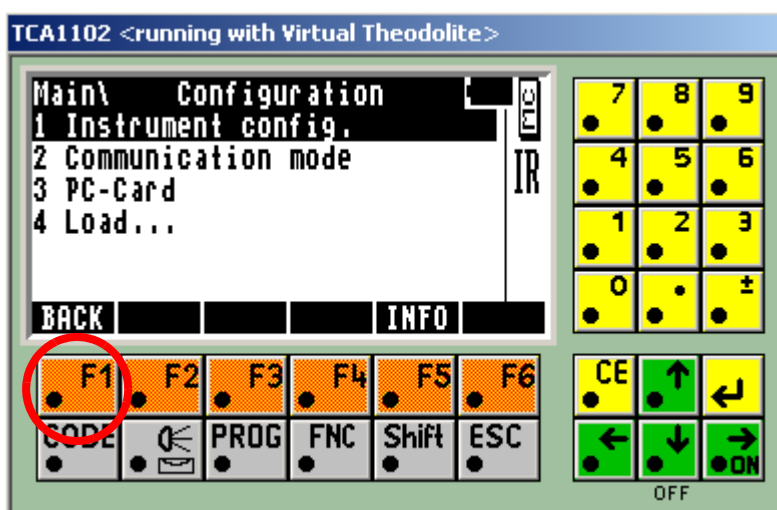 TCA1102 <running with Virtual Theodolite>
Main\ Configuration MC
1 Instrument config.
2 Communication mode IR
3 PC-Card
4 Load...
BACK INFO
7 8 9
4 5 6
1 2 3
0 . ±
F1 F2 F3 F4 F5 F6
CE
CODE PROG FNC Shift ESC
ON
OFF